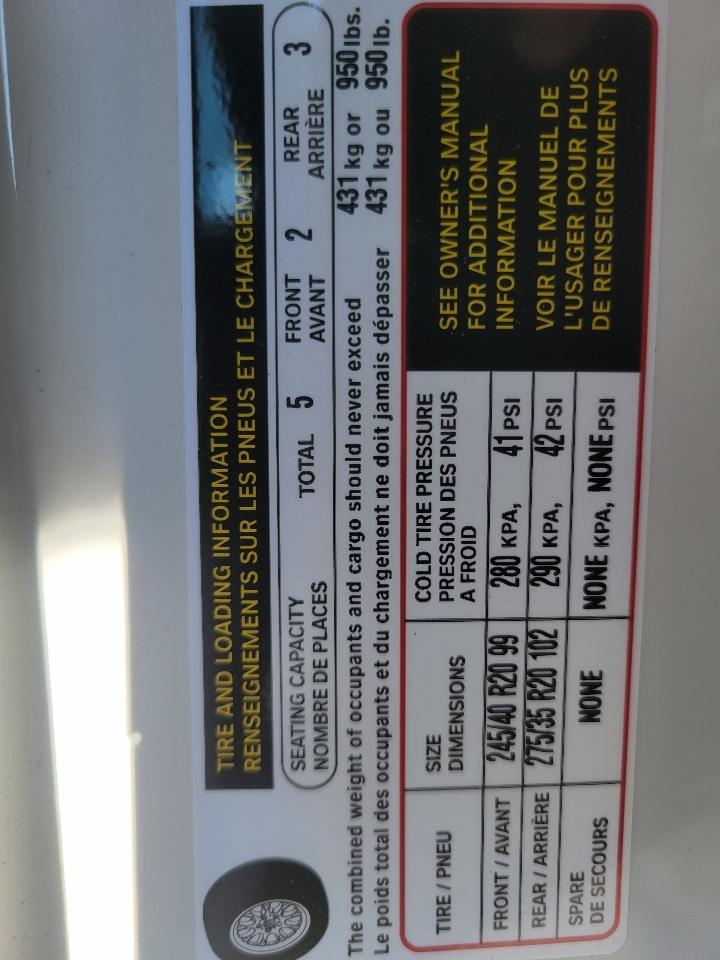 TIRE AND LOADING INFORMATION
RENSEIGNEMENTS SUR LES PNEUS ET LE CHARGEMENT
SEATING CAPACITY
NOMBRE DE PLACES
TOTAL 5
FRONT
AVANT
2
REAR
ARRIÈRE
3
The combined weight of occupants and cargo should never exceed 431 kg or 950 lbs.
Le poids total des occupants et du chargement ne doit jamais dépasser 431 kg ou 950 lb.
TIRE / PNEU
SIZE
DIMENSIONS
COLD TIRE PRESSURE
PRESSION DES PNEUS
A FROID
FRONT / AVANT 245/40 R20 99 280 KPA, 41 PSI
REAR / ARRIÈRE 275/35 R20 102 290 KPA, 42 PSI
SPARE
DE SECOURS
NONE NONE KPA, NONE PSI
SEE OWNER'S MANUAL
FOR ADDITIONAL
INFORMATION
VOIR LE MANUEL DE
L'USAGER POUR PLUS
DE RENSEIGNEMENTS